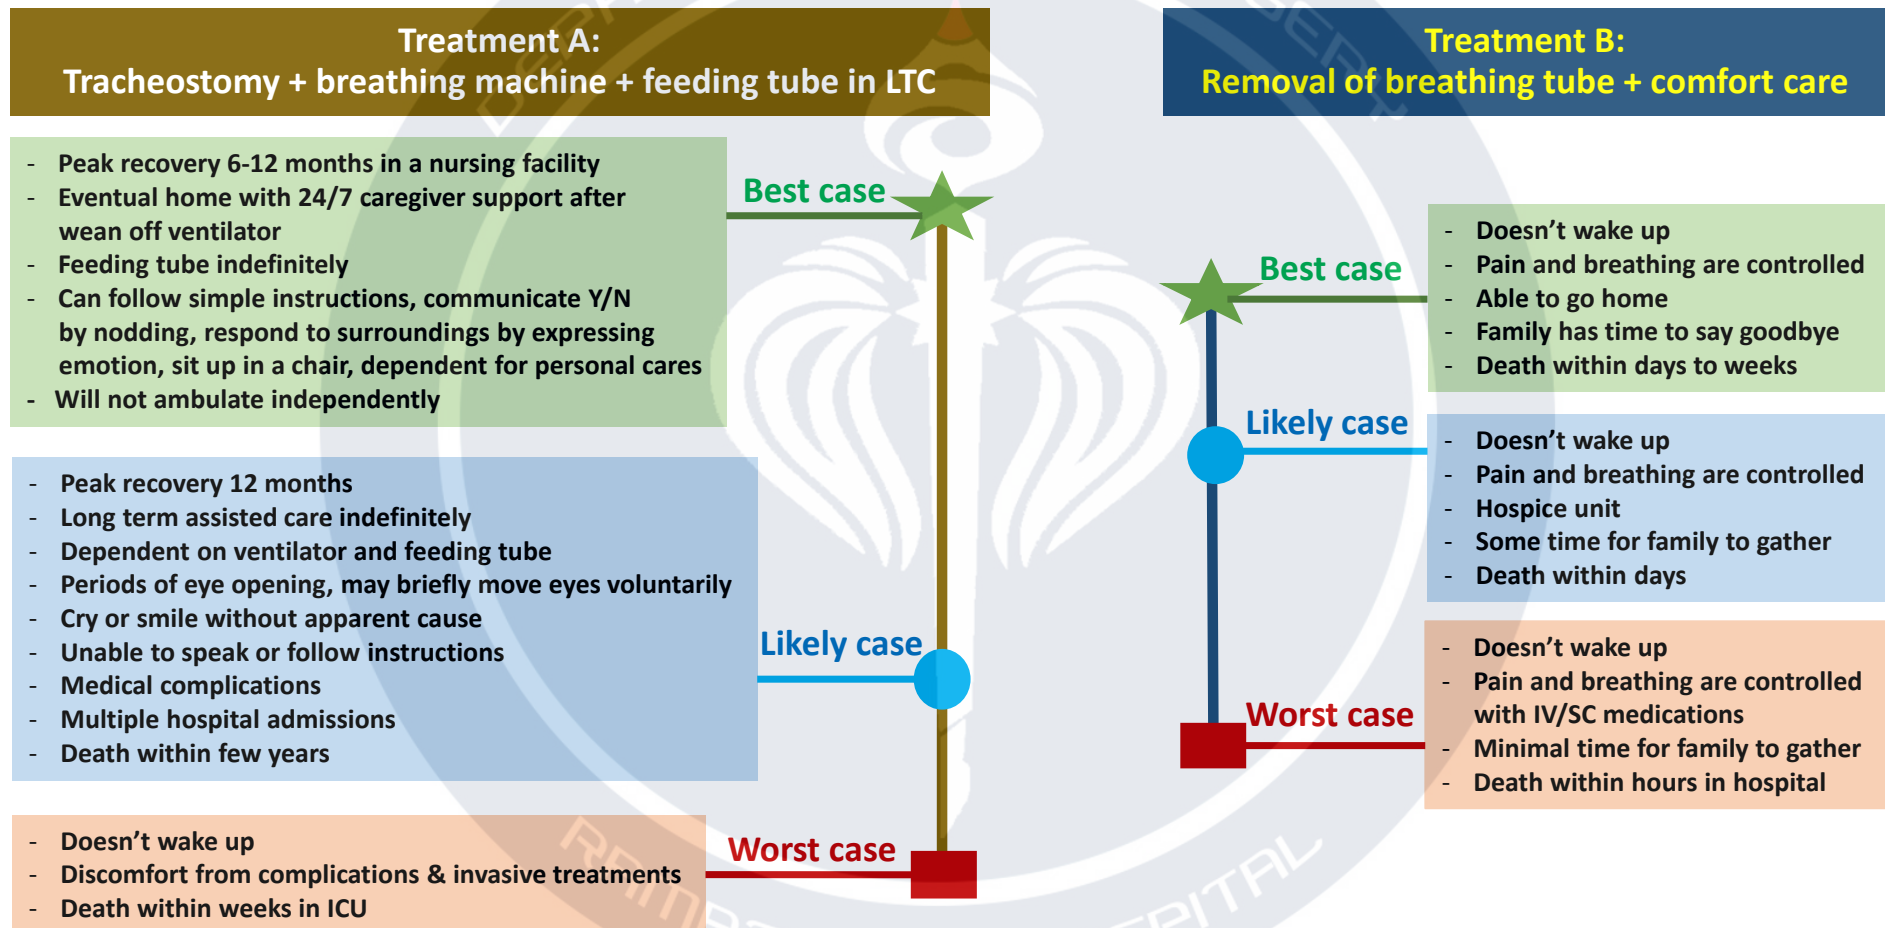 Treatment A:
Tracheostomy + breathing machine + feeding tube in LTC
- Peak recovery 6-12 months in a nursing facility
- Eventual home with 24/7 caregiver support after
wean off ventilator
- Feeding tube indefinitely
- Can follow simple instructions, communicate Y/N
by nodding, respond to surroundings by expressing
emotion, sit up in a chair, dependent for personal cares
- Will not ambulate independently
Best case
- Peak recovery 12 months
- Long term assisted care indefinitely
- Dependent on ventilator and feeding tube
- Periods of eye opening, may briefly move eyes voluntarily
- Cry or smile without apparent cause
- Unable to speak or follow instructions
- Medical complications
- Multiple hospital admissions
- Death within few years
Likely case
- Doesn’t wake up
- Discomfort from complications & invasive treatments
- Death within weeks in ICU
Worst case
Treatment B:
Removal of breathing tube + comfort care
Best case
- Doesn’t wake up
- Pain and breathing are controlled
- Able to go home
- Family has time to say goodbye
- Death within days to weeks
Likely case
- Doesn’t wake up
- Pain and breathing are controlled
- Hospice unit
- Some time for family to gather
- Death within days
Worst case
- Doesn’t wake up
- Pain and breathing are controlled
with IV/SC medications
- Minimal time for family to gather
- Death within hours in hospital